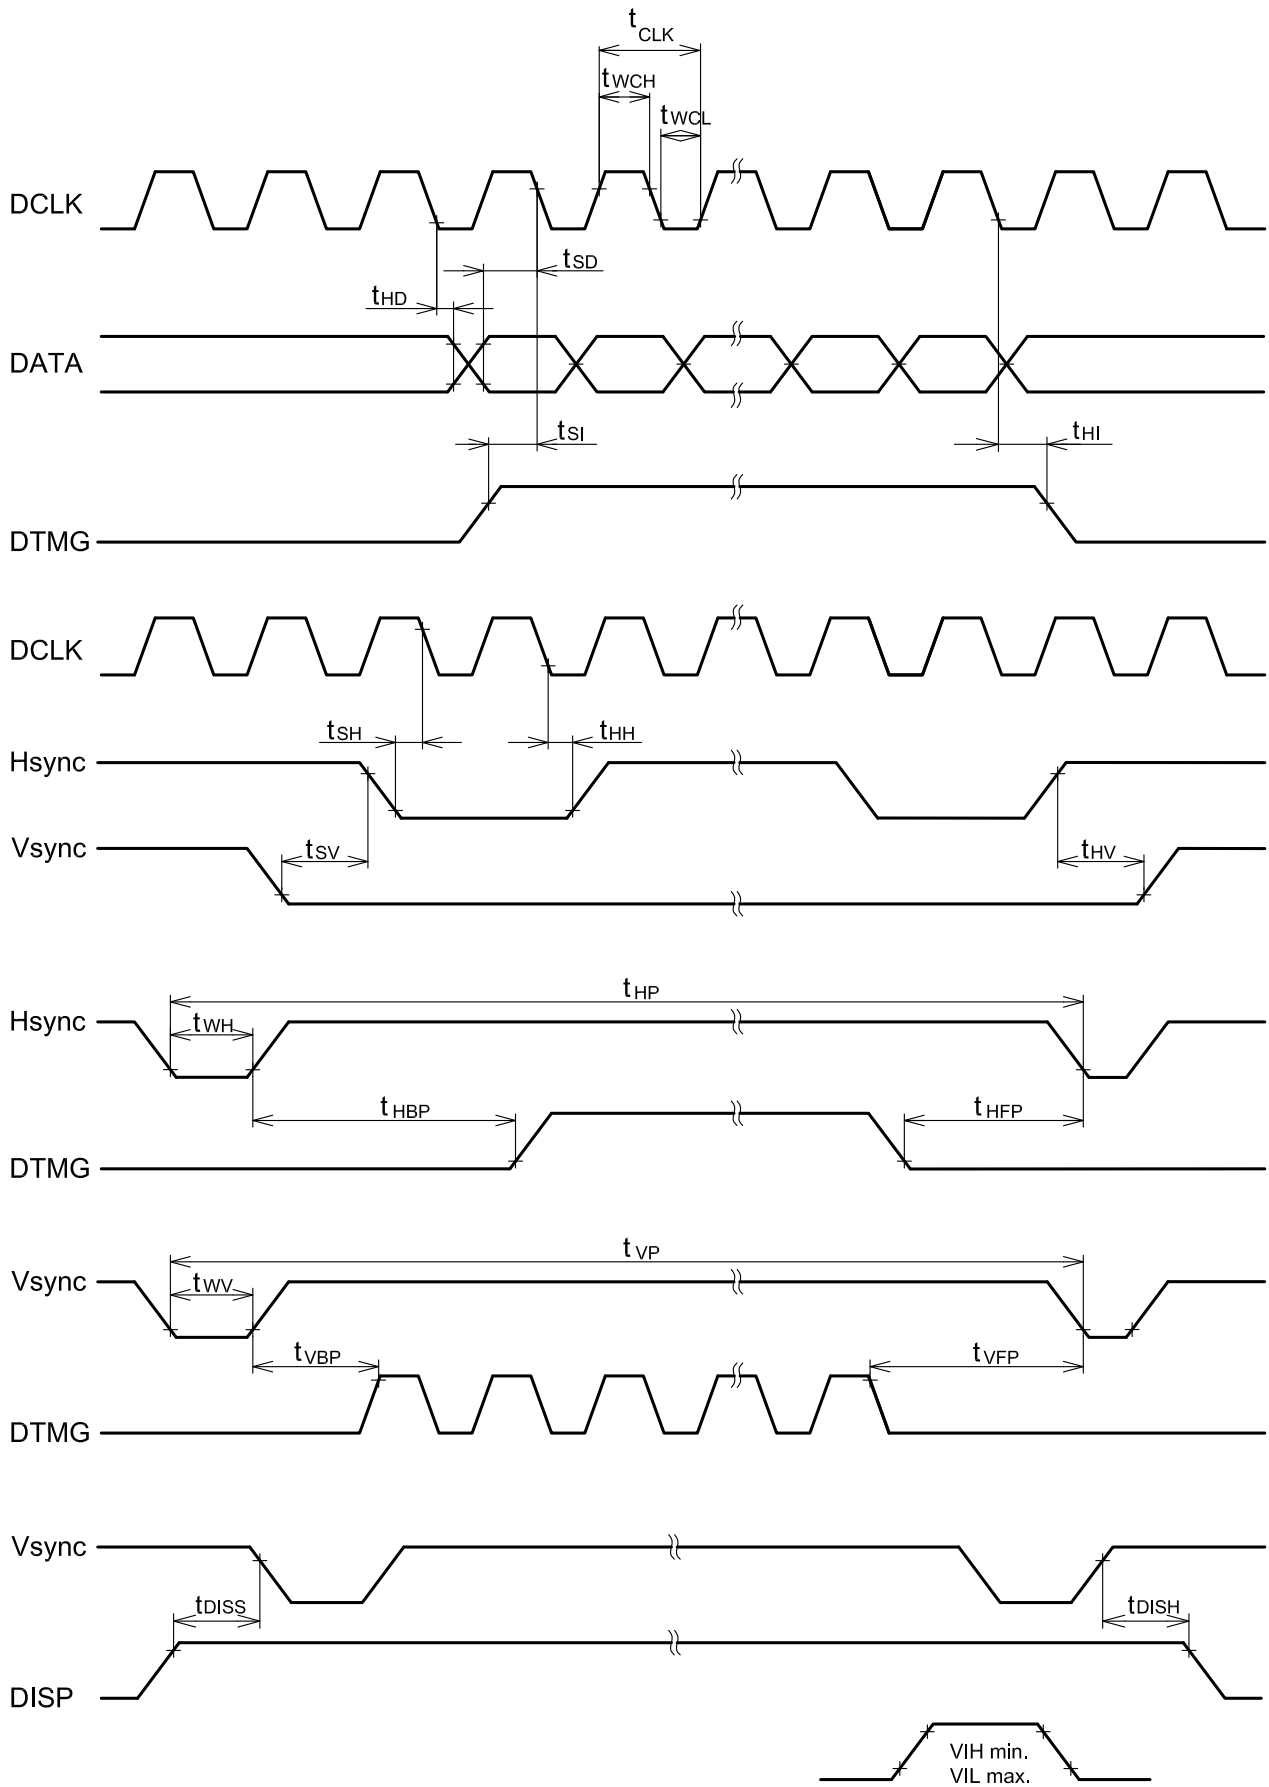 tCLK
tWCH
tWCL
DCLK
tSD
tHD
DATA
tSI
tHI
DTMG
DCLK
tSH
tHH
Hsync
Vsync
tSV
tHV
tHP
Hsync
tWH
tHBP
tHFP
DTMG
tVP
Vsync
tWV
tVBP
tVFP
DTMG
Vsync
tDISS
tDISH
DISP
VIH min.
VIL max.